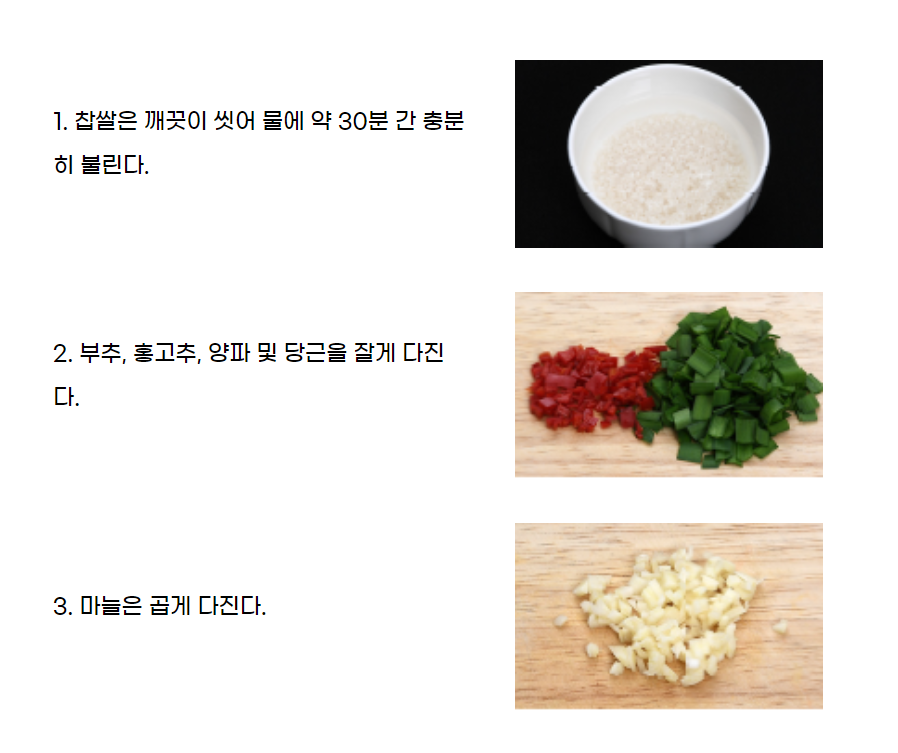 1. 찹쌀은 깨끗이 씻어 물에 약 30분 간 충분
히 불린다.
2. 부추, 홍고추, 양파 및 당근을 잘게 다진
다.
3. 마늘은 곱게 다진다.